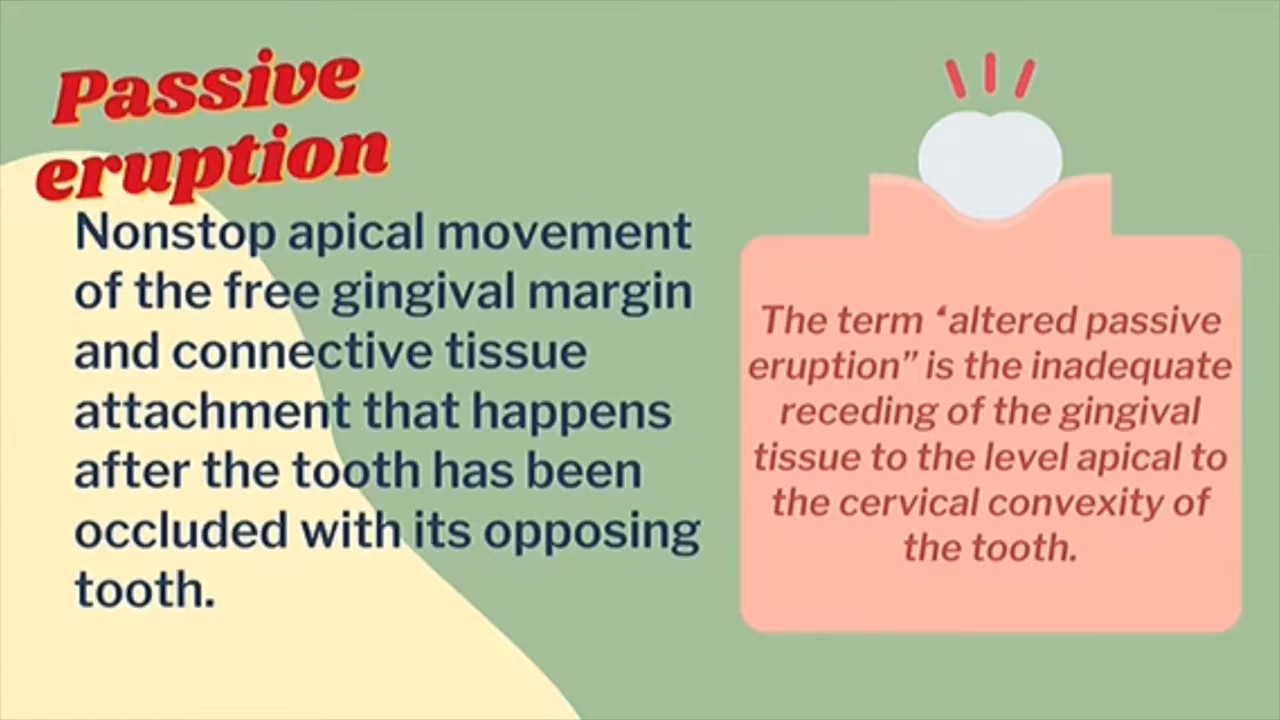 Passive
eruption
Nonstop apical movement
of the free gingival margin
and connective tissue
attachment that happens
after the tooth has been
occluded with its opposing
tooth.
The term ‘altered passive
eruption” is the inadequate
receding of the gingival
tissue to the level apical to
the cervical convexity of
the tooth.